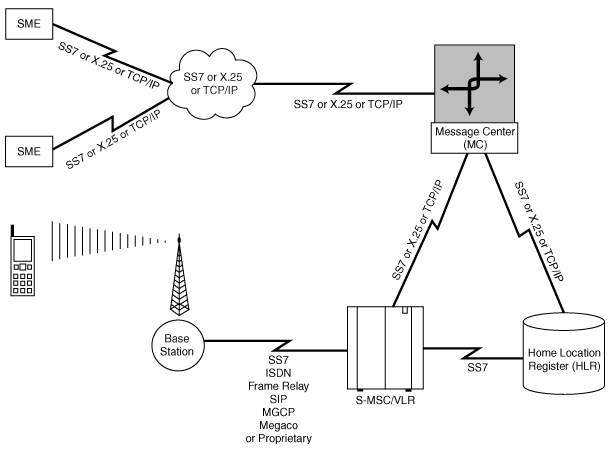 SME
SS7 or X.25 or TCP/IP
SS7 or X.25
or TCP/IP
SS7 or X.25 or TCP/IP
SME
SS7 or X.25 or TCP/IP
Message Center
(MC)
SS7 or X.25 or TCP/IP
SS7 or X.25 or TCP/IP
Base
Station
SS7
ISDN
Frame Relay
SIP
MGCP
Megaco
or Proprietary
S-MSC/VLR
SS7
Home Location
Register (HLR)